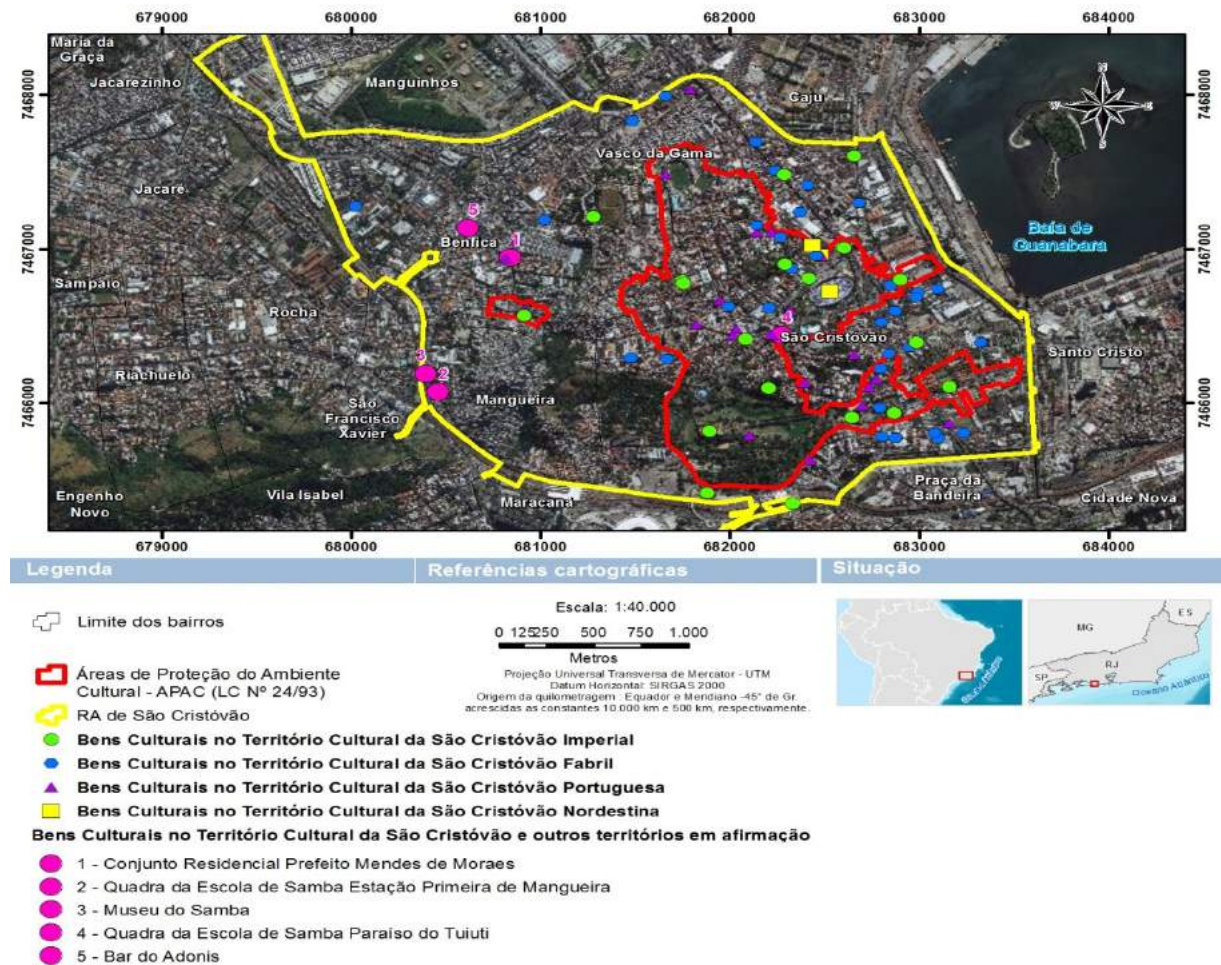 679000 680000 681000 682000 683000 684000
Maria da
Graça
Jacarezinho
Manguinhos
Caju
7468000
7468000
Vasco da Gama
Jacaré
5
1
Benfica
Baía de
Guanabara
7467000
7467000
Sampaio
Rocha
4
São Cristóvão
Santo Cristo
3
2
Riachuelo
Mangueira
7466000
7466000
São
Francisco
Xavier
Engenho
Novo
Vila Isabel
Maracanã
Praça da
Bandeira
Cidade Nova
N
E
S
W
679000 680000 681000 682000 683000 684000
Legenda
Referências cartográficas
Situação
Limite dos bairros
Áreas de Proteção do Ambiente
Cultural - APAC (LC Nº 24/93)
RA de São Cristóvão
Bens Culturais no Território Cultural da São Cristóvão Imperial
Bens Culturais no Território Cultural da São Cristóvão Fabril
Bens Culturais no Território Cultural da São Cristóvão Portuguesa
Bens Culturais no Território Cultural da São Cristóvão Nordestina
Bens Culturais no Território Cultural da São Cristóvão e outros territórios em afirmação
1 - Conjunto Residencial Prefeito Mendes de Moraes
2 - Quadra da Escola de Samba Estação Primeira de Mangueira
3 - Museu do Samba
4 - Quadra da Escola de Samba Paraíso do Tuiuti
5 - Bar do Adonis
Escala: 1:40.000
0 125250 500 750 1.000
Metros
Projeção Universal Transversa de Mercator - UTM
Datum Horizontal: SIRGAS 2000
Origem da quilometragem : Equador e Meridiano -45° de Gr.
acrescidas as constantes 10.000 km e 500 km, respectivamente.
MG
ES
RJ
SP
Oceano Atlântico